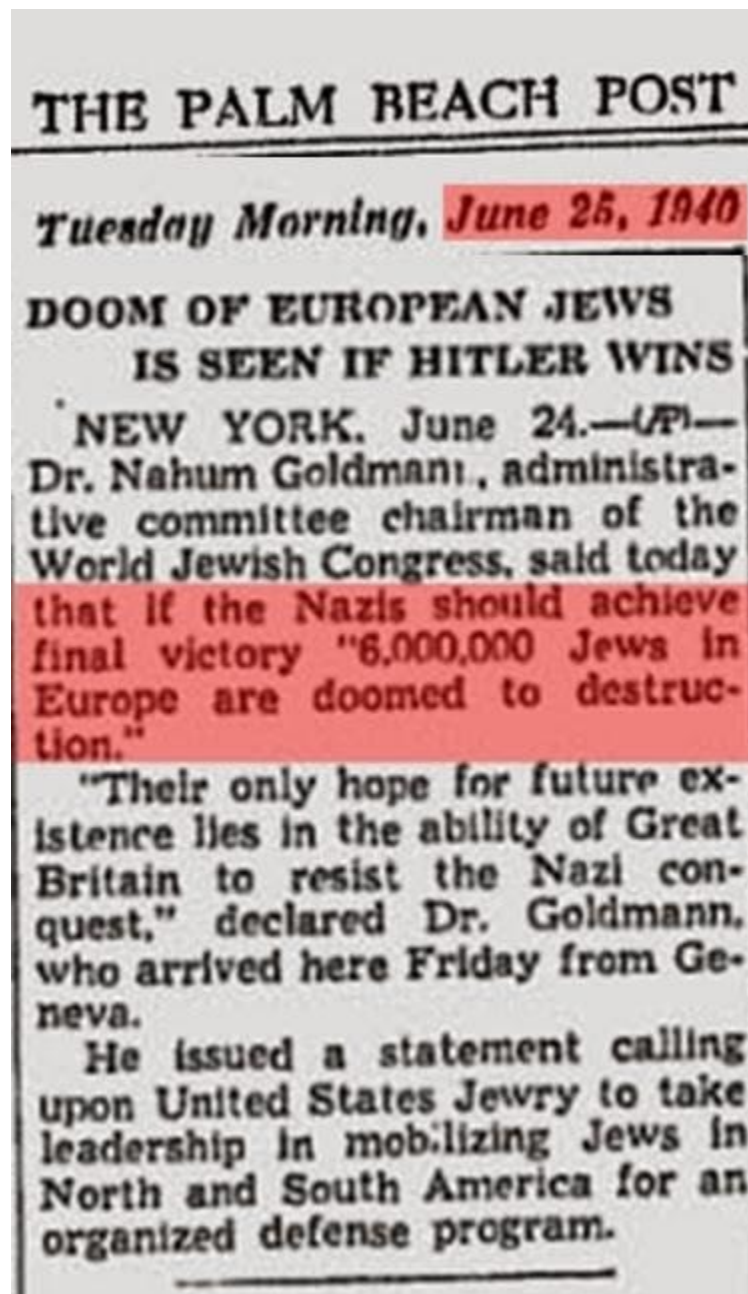 THE PALM BEACH POST
Tuesday Morning, June 25, 1940
DOOM OF EUROPEAN JEWS
IS SEEN IF HITLER WINS
NEW YORK, June 24.—(AP)—
Dr. Nahum Goldmann, administra-
tive committee chairman of the
World Jewish Congress, said today
that if the Nazis should achieve
final victory "6,000,000 Jews in
Europe are doomed to destruc-
tion."
"Their only hope for future ex-
istence lies in the ability of Great
Britain to resist the Nazi con-
quest," declared Dr. Goldmann,
who arrived here Friday from Ge-
neva.
He issued a statement calling
upon United States Jewry to take
leadership in mobilizing Jews in
North and South America for an
organized defense program.